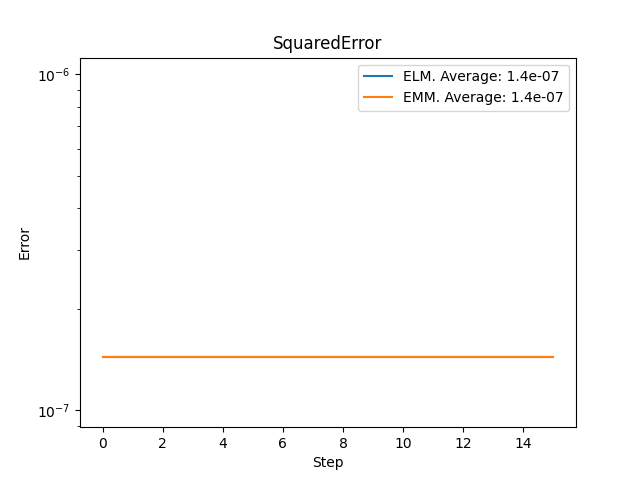 SquaredError
ELM. Average: 1.4e-07
EMM. Average: 1.4e-07
Error
10⁻⁶
10⁻⁷
0 2 4 6 8 10 12 14
Step